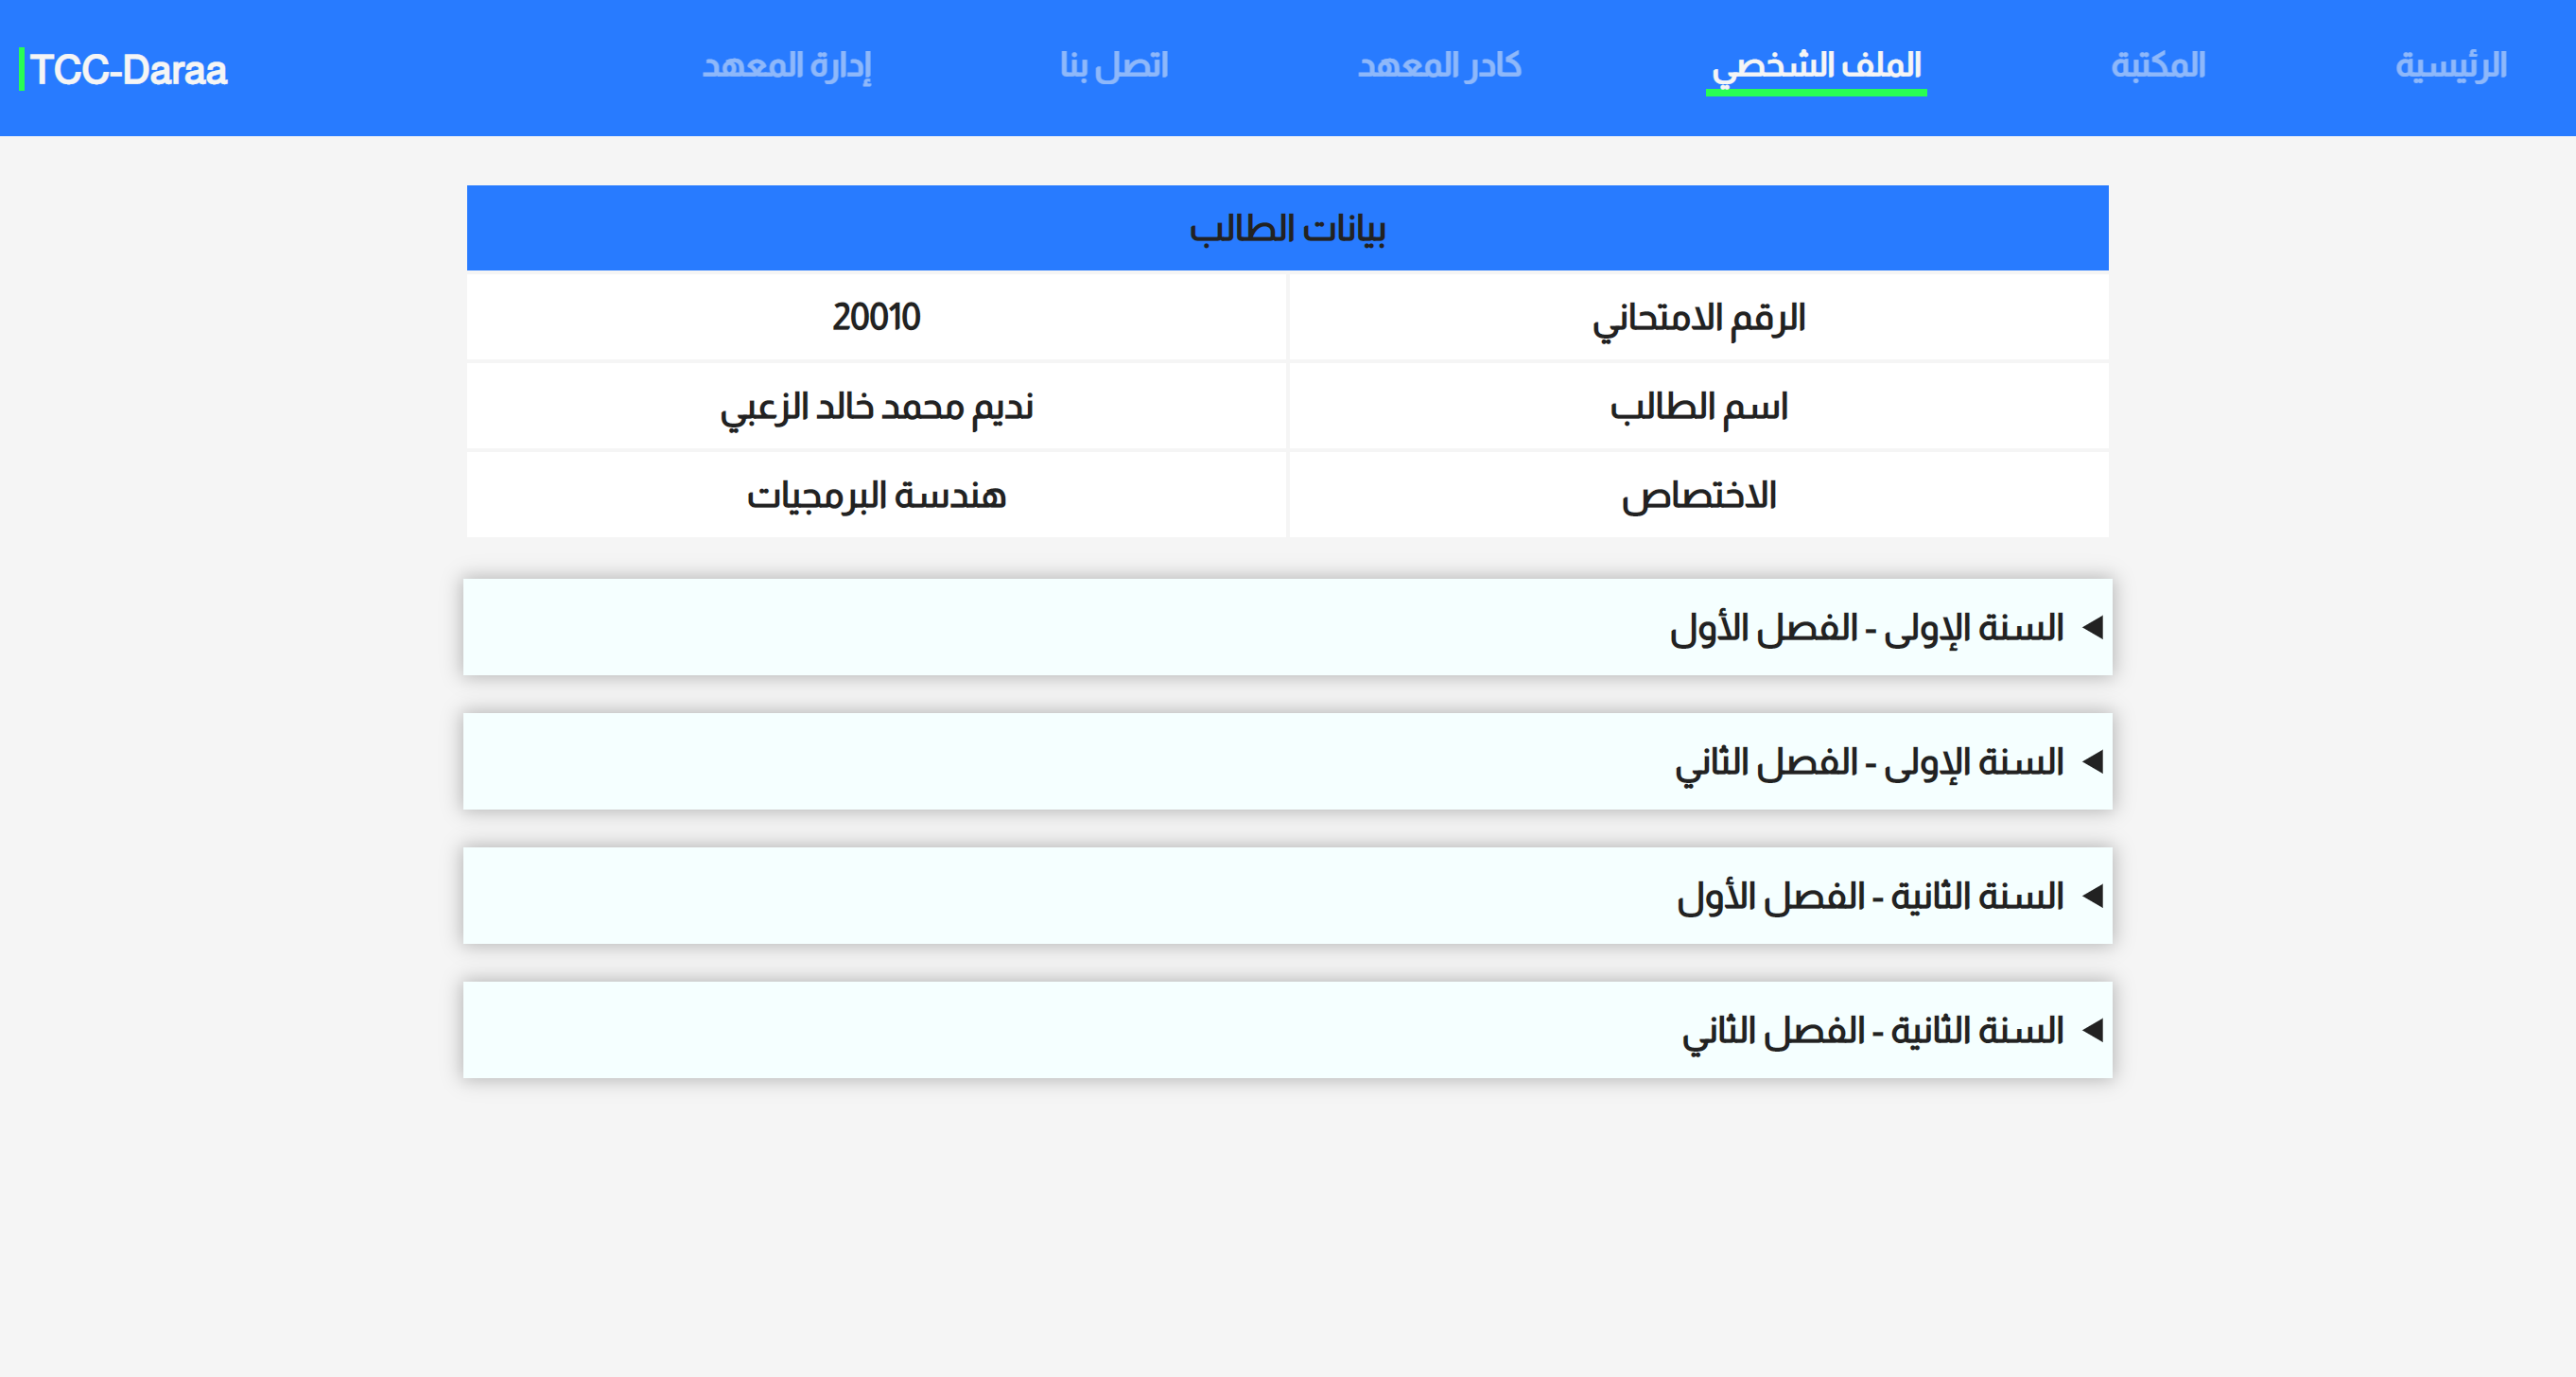 الرئيسية المكتبة الملف الشخصي كادر المعهد اتصل بنا إدارة المعهد TCC-Daraa
بيانات الطالب
الرقم الامتحاني 20010
اسم الطالب نديم محمد خالد الزعبي
الاختصاص هندسة البرمجيات
السنة الإولى - الفصل الأول
السنة الإولى - الفصل الثاني
السنة الثانية - الفصل الأول
السنة الثانية - الفصل الثاني